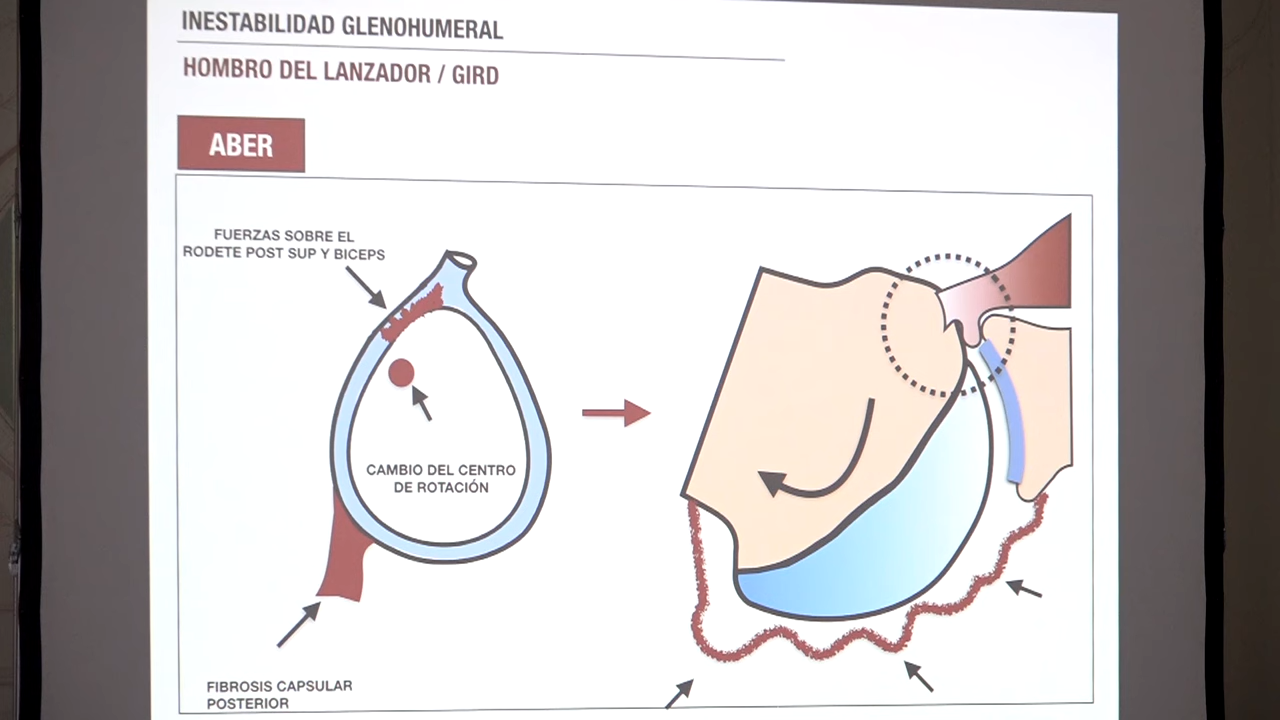 INESTABILIDAD GLENOHUMERAL
HOMBRO DEL LANZADOR / GIRD
ABER
FUERZAS SOBRE EL
RODETE POST SUP Y BICEPS
CAMBIO DEL CENTRO
DE ROTACIÓN
FIBROSIS CAPSULAR
POSTERIOR